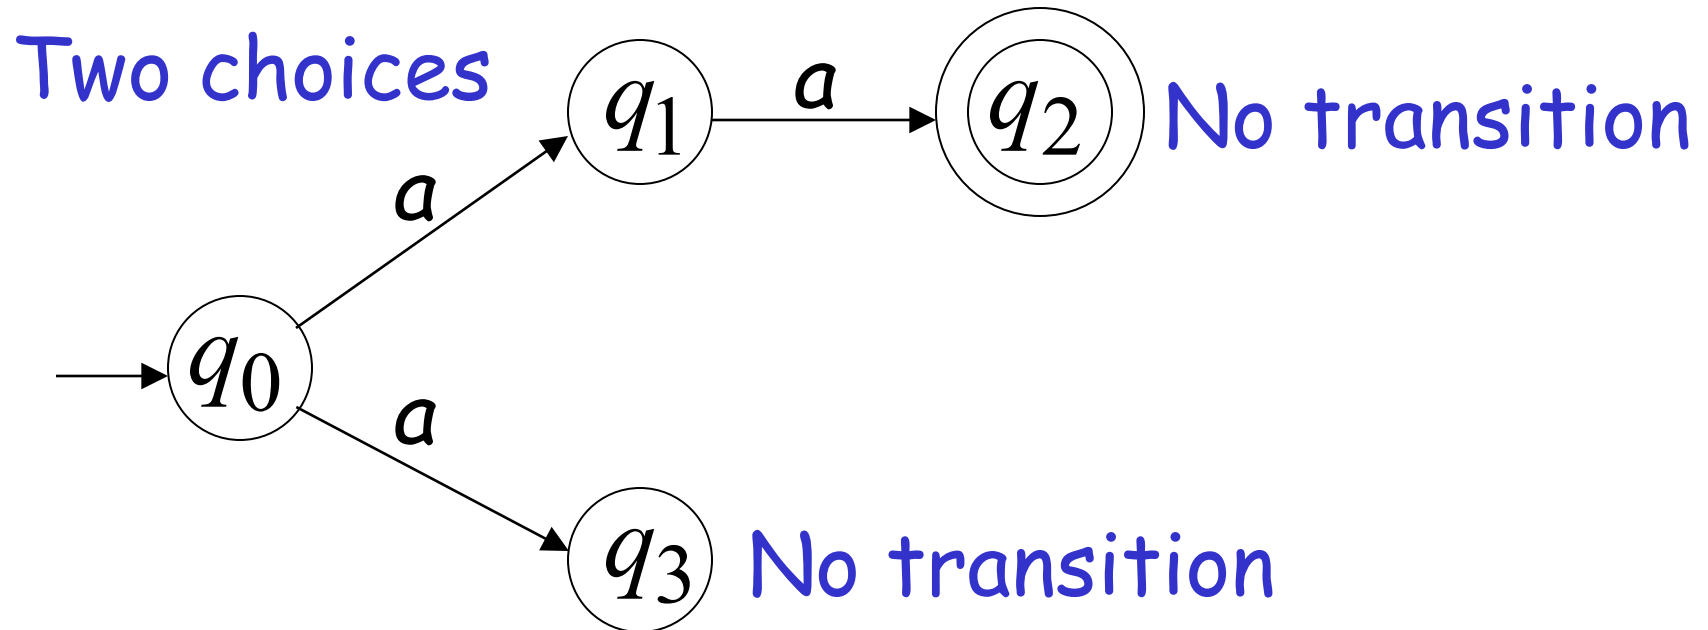 Two choices
q1
a
q2
No transition
a
q0
a
q3
No transition